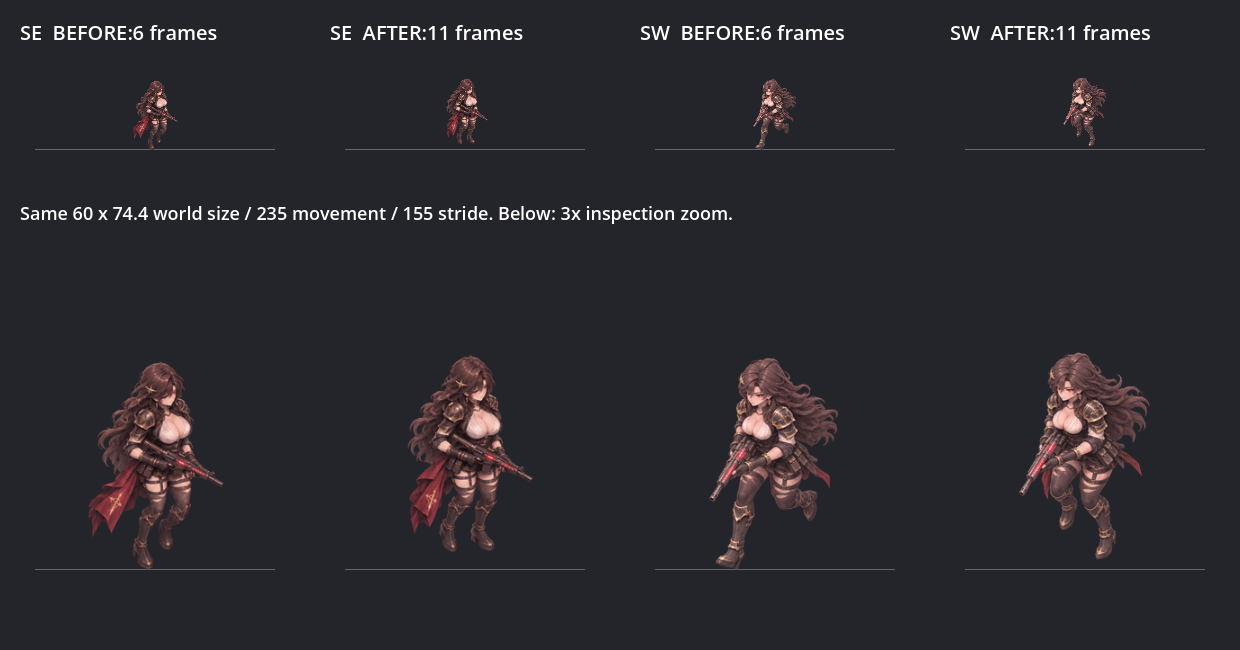 SE  BEFORE:6 frames
SE  AFTER:11 frames
SW  BEFORE:6 frames
SW  AFTER:11 frames
Same 60 x 74.4 world size / 235 movement / 155 stride. Below: 3x inspection zoom.